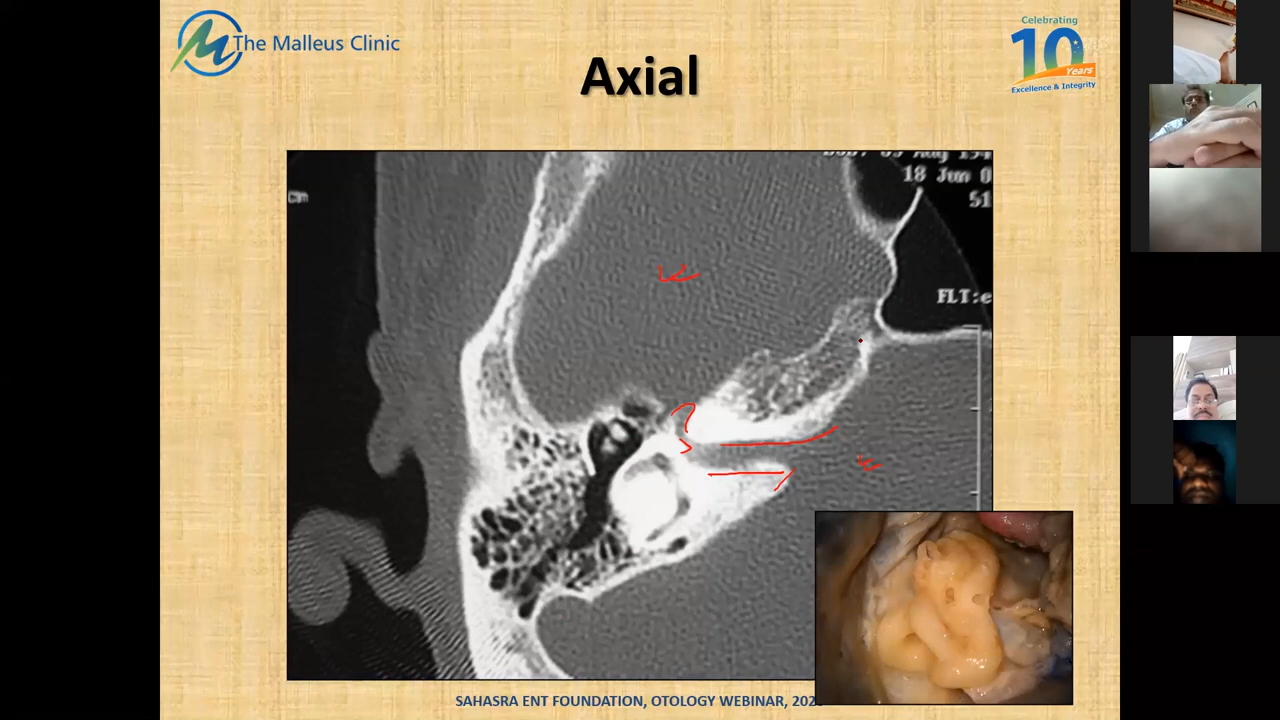 The Malleus Clinic
Celebrating
10
Years
Excellence & Integrity
Axial
18 Jun 0
51
cm
FLT:e
SAHASRA ENT FOUNDATION, OTOLOGY WEBINAR, 202